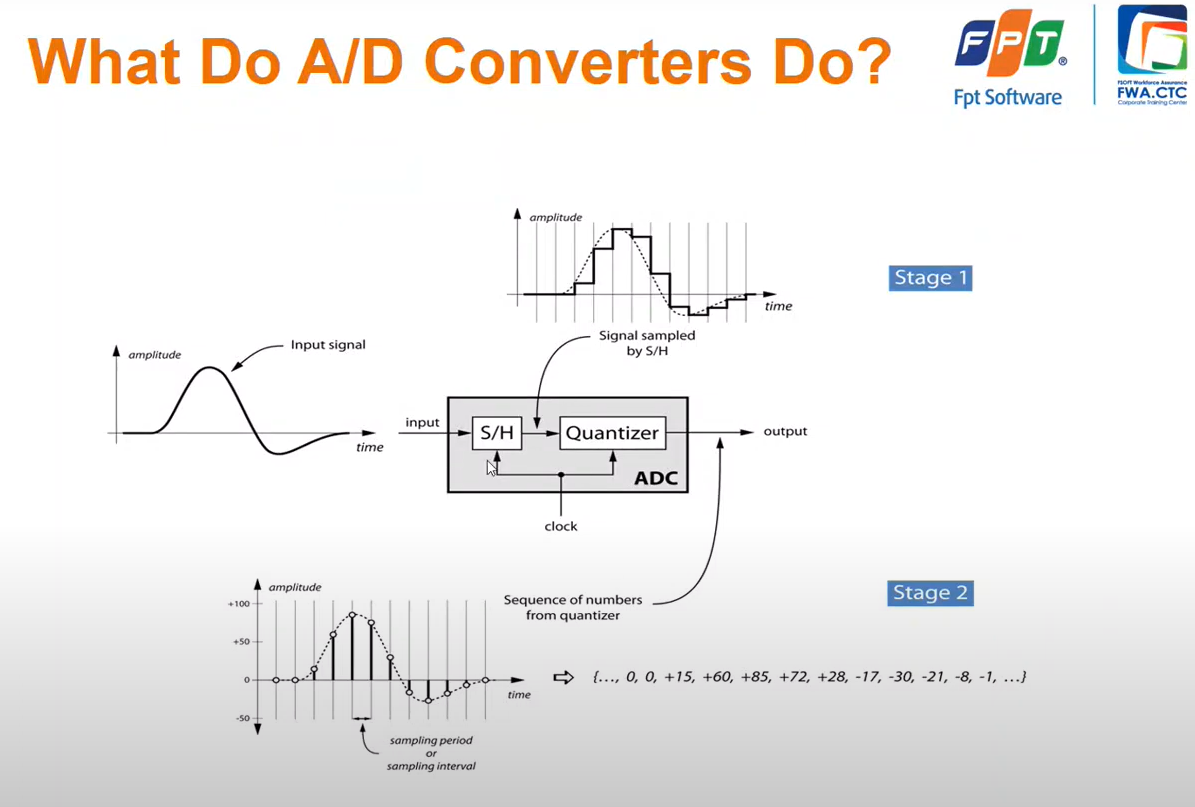 What Do A/D Converters Do?
FPT®
Fpt Software
FSOFT Workforce Assurance
FWA.CTC
Corporate Training Center
amplitude
time
Stage 1
Signal sampled
by S/H
amplitude
Input signal
time
input
S/H
Quantizer
output
ADC
clock
amplitude
+100
+50
0
-50
time
sampling period
or
sampling interval
Sequence of numbers
from quantizer
Stage 2
{..., 0, 0, +15, +60, +85, +72, +28, -17, -30, -21, -8, -1, ...}